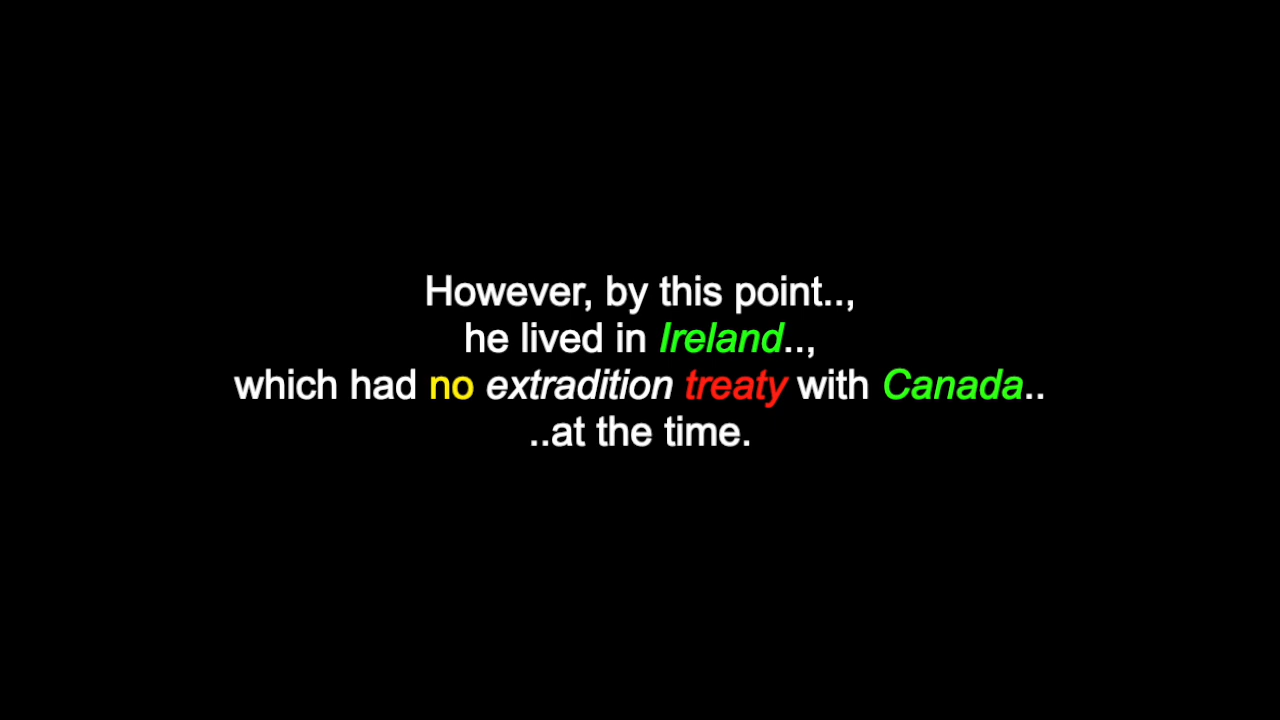 However, by this point..,
he lived in Ireland..,
which had no extradition treaty with Canada..
..at the time.